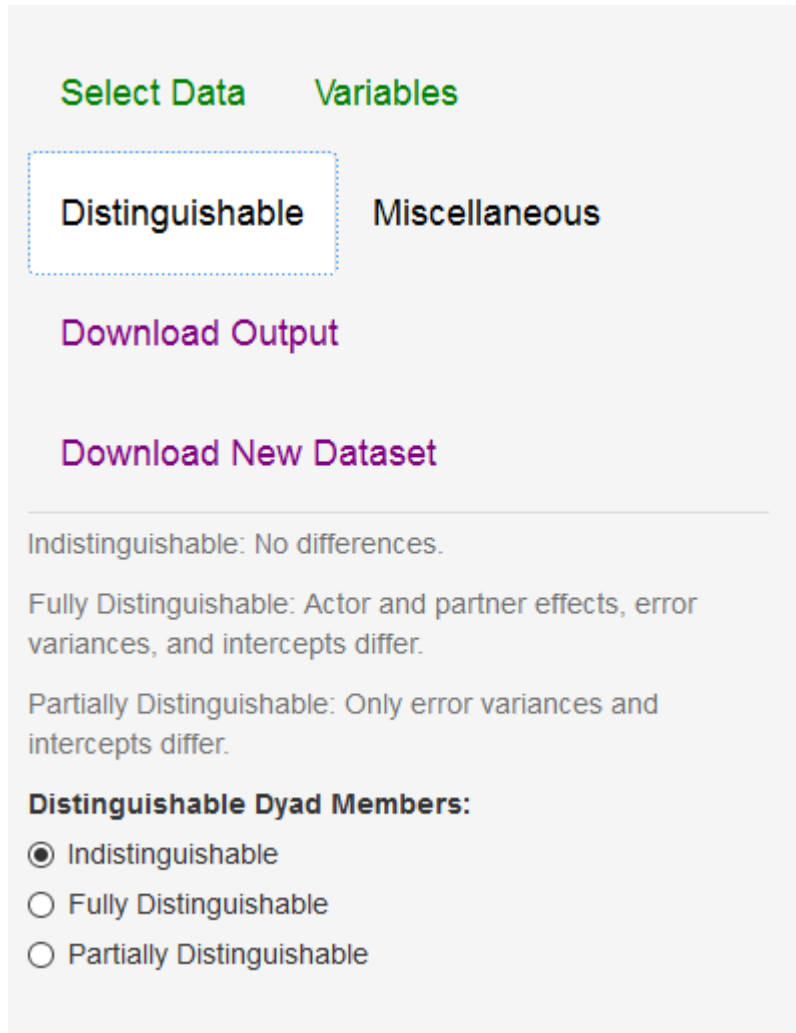 Select Data Variables
Distinguishable Miscellaneous
Download Output
Download New Dataset
Indistinguishable: No differences.
Fully Distinguishable: Actor and partner effects, error
variances, and intercepts differ.
Partially Distinguishable: Only error variances and
intercepts differ.
Distinguishable Dyad Members:
Indistinguishable
Fully Distinguishable
Partially Distinguishable